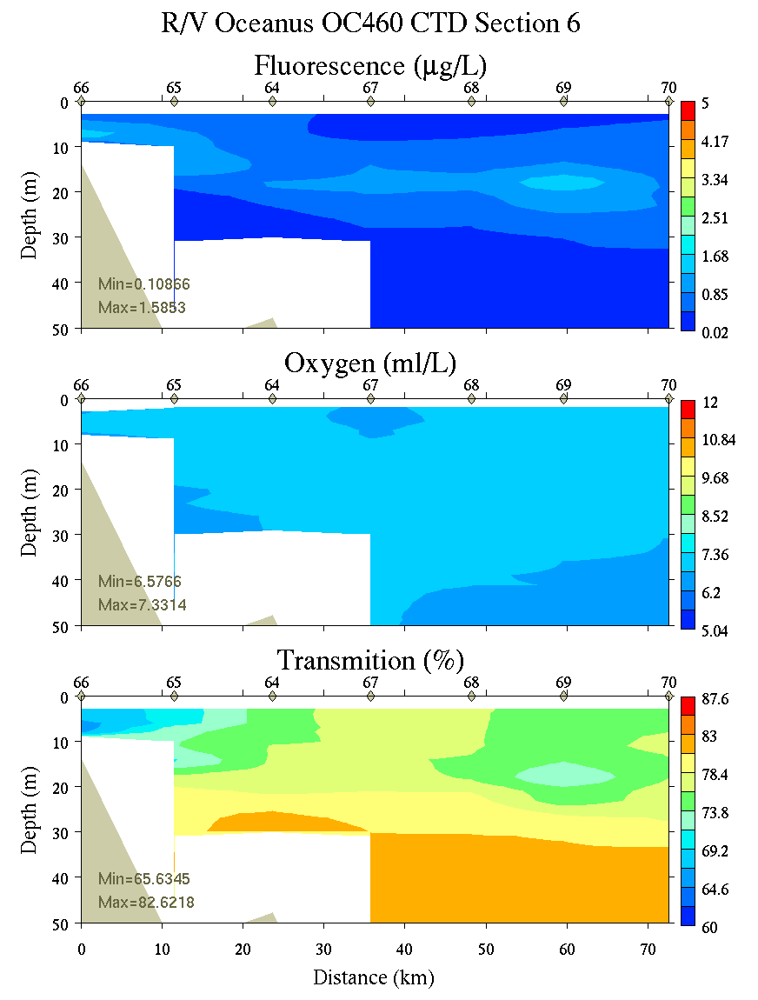 R/V Oceanus OC460 CTD Section 6
Fluorescence (µg/L)
66 65 64 67 68 69 70
0
10
20
30
40
50
Depth (m)
Min=0.10866
Max=1.5853
5
4.17
3.34
2.51
1.68
0.85
0.02
Oxygen (ml/L)
66 65 64 67 68 69 70
0
10
20
30
40
50
Depth (m)
Min=6.5766
Max=7.3314
12
10.84
9.68
8.52
7.36
6.2
5.04
Transmition (%)
66 65 64 67 68 69 70
0
10
20
30
40
50
Depth (m)
Min=65.6345
Max=82.6218
87.6
83
78.4
73.8
69.2
64.6
60
0 10 20 30 40 50 60 70
Distance (km)